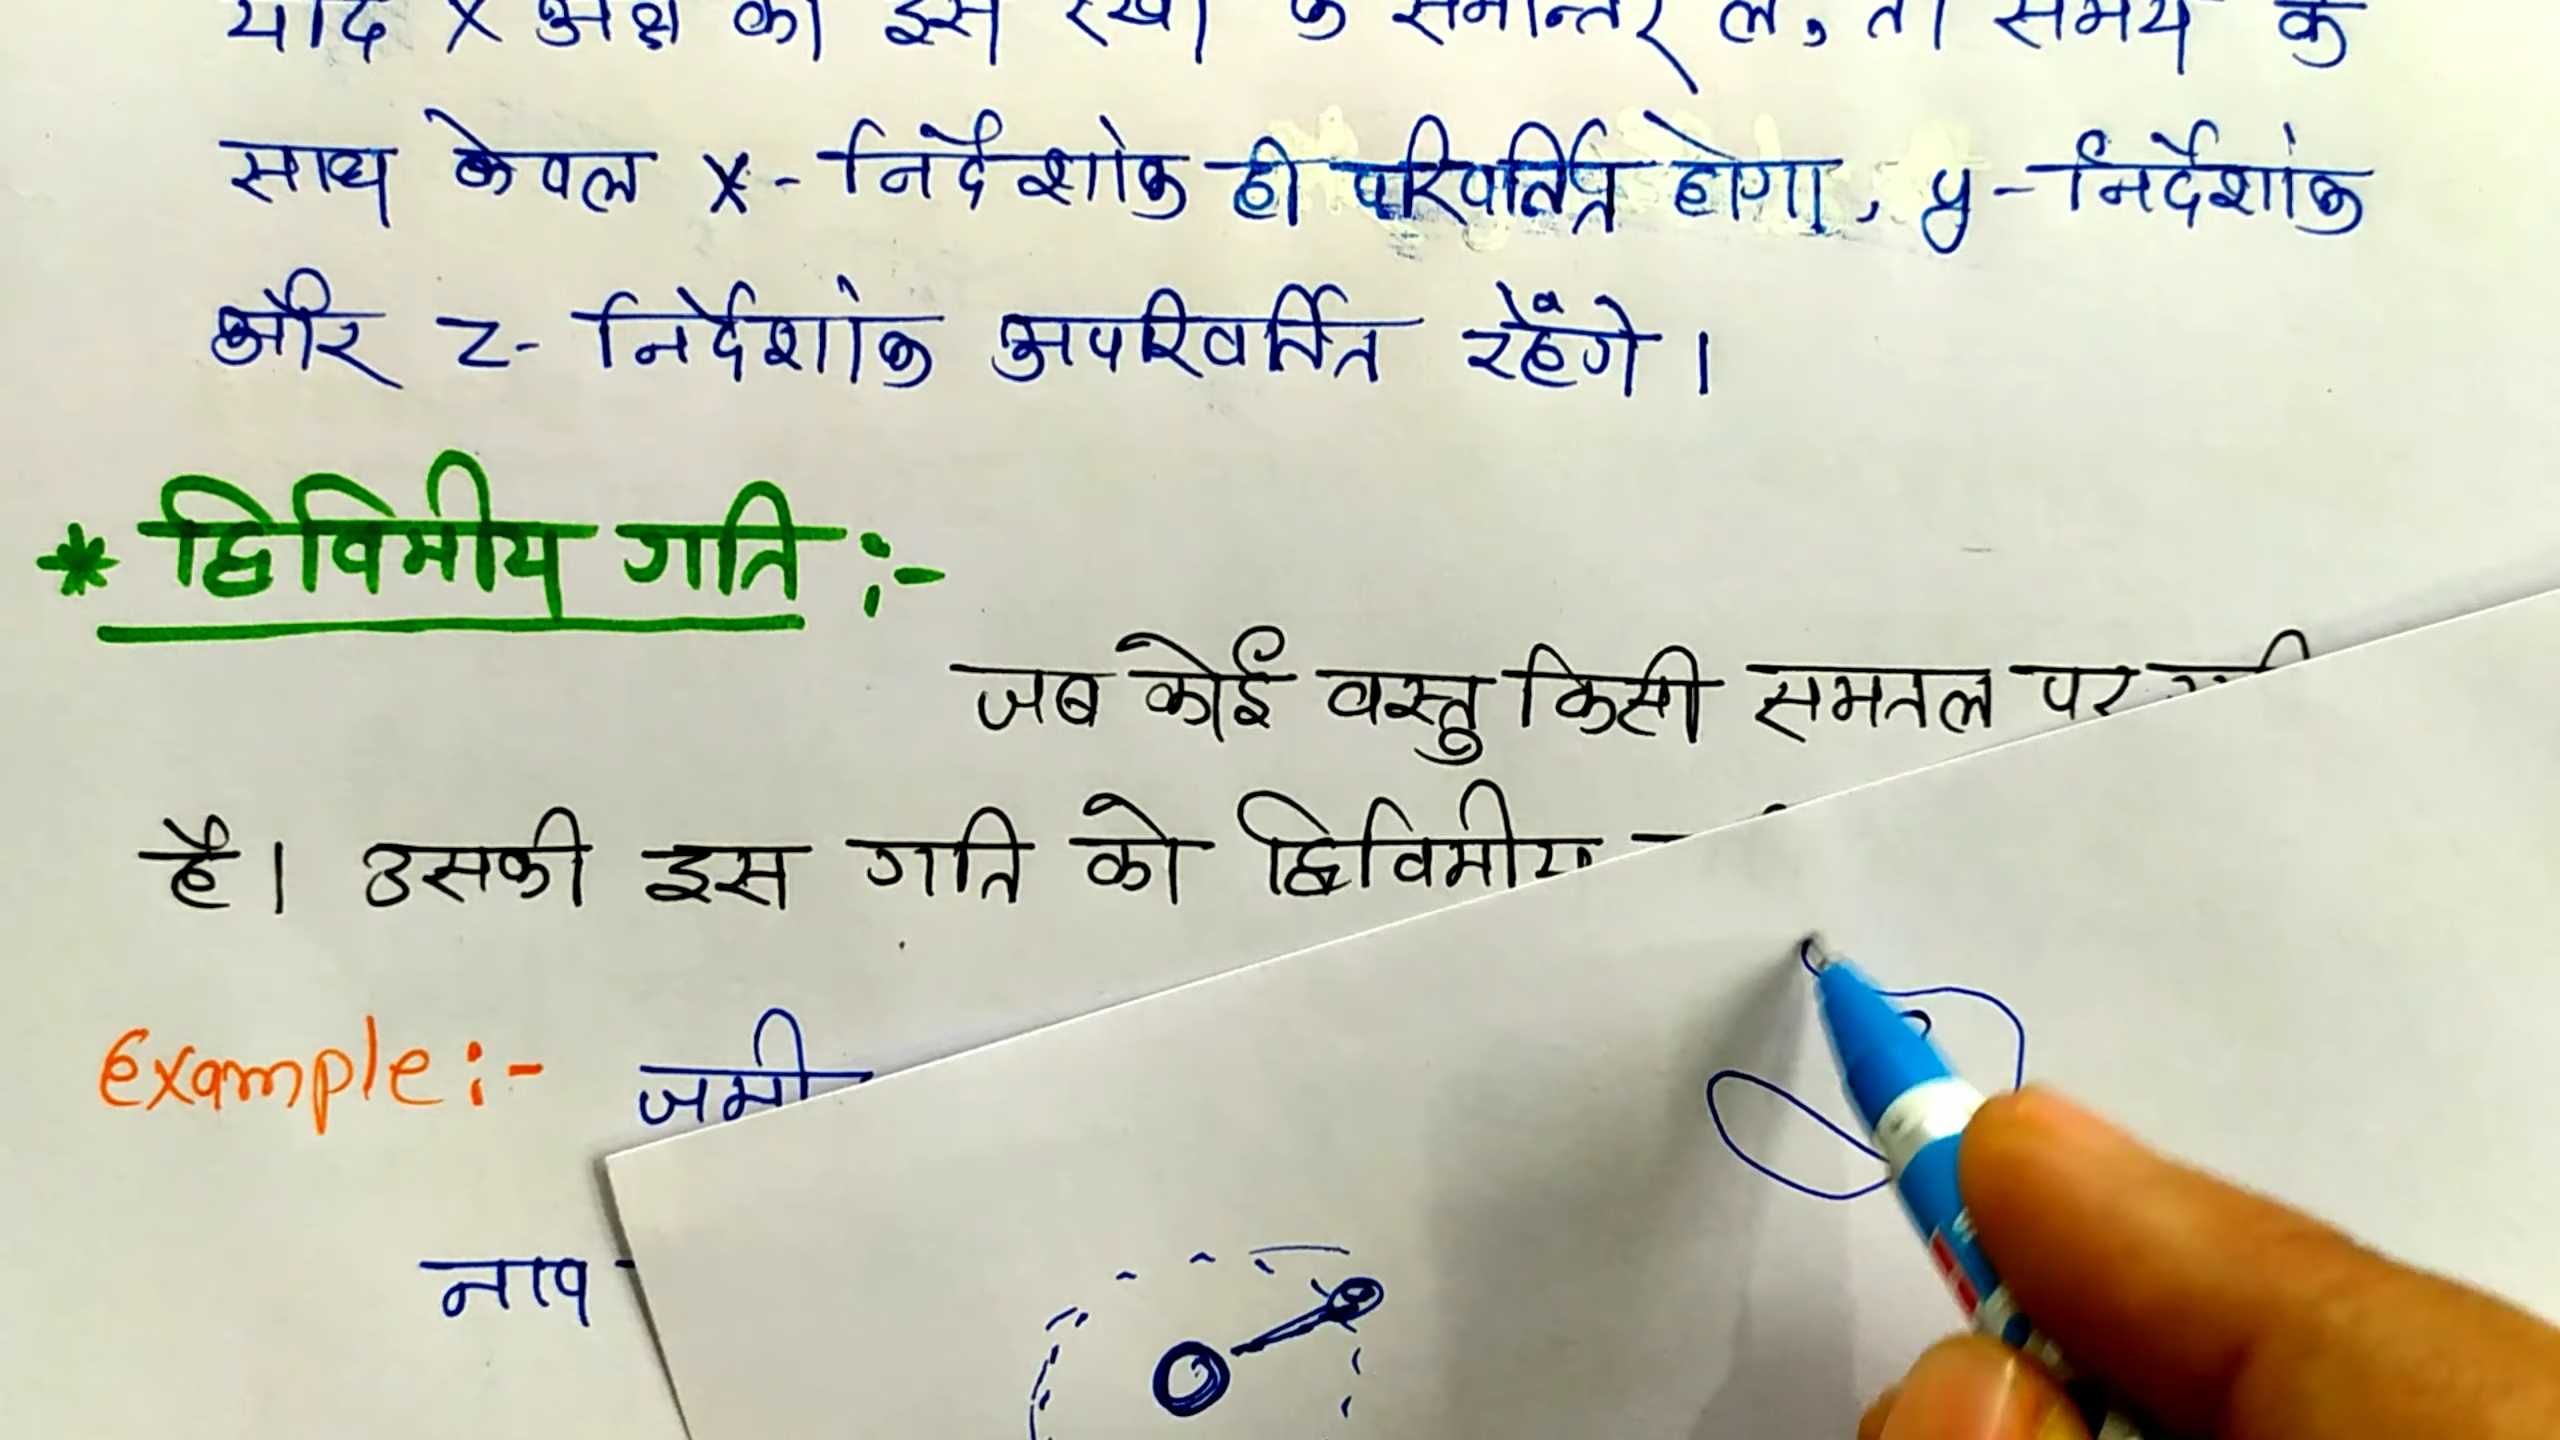 यदि X अक्ष को इस रेखा के समान्तर लें, तो समय के
साथ केवल X-निर्देशांक ही परिवर्तित होगा, y-निर्देशांक
और z-निर्देशांक अपरिवर्तित रहेंगे।
* द्विविमीय गति :-
जब कोई वस्तु किसी समतल पर
है। उसकी इस गति को द्विविमीय
Example:- जमी
नाप